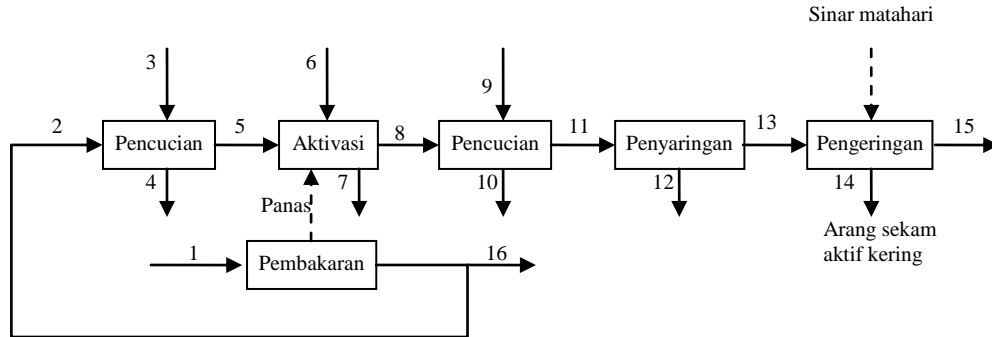 Sinar matahari
3
6
9
2
5
8
11
13
15
Pencucian
Aktivasi
Pencucian
Penyaringan
Pengeringan
4
7
10
12
14
Panas
Arang sekam
aktif kering
1
Pembakaran
16